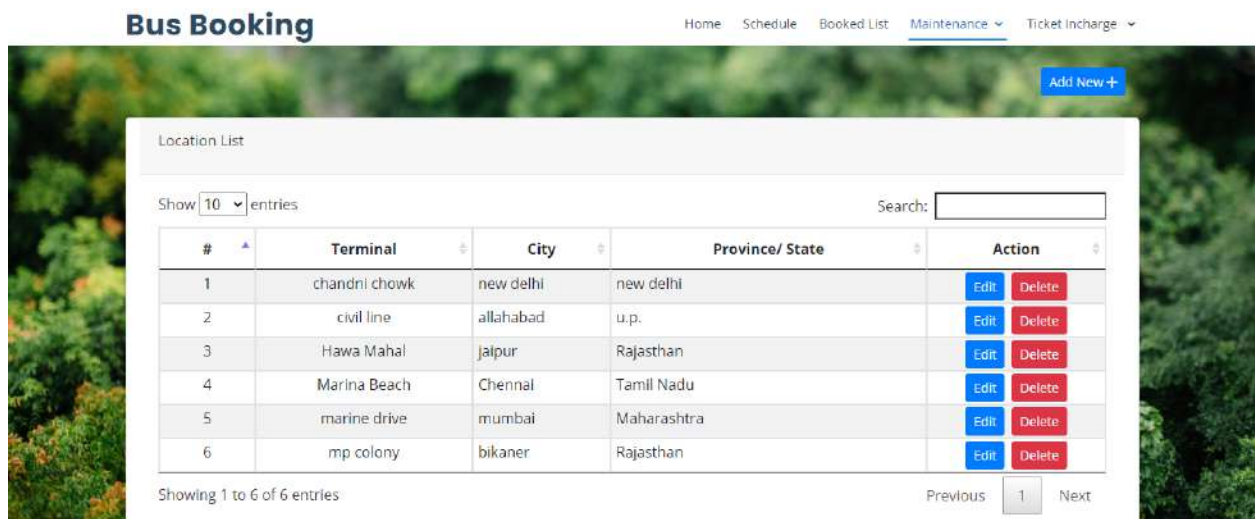 Bus Booking Home Schedule Booked List Maintenance Ticket Incharge
Add New +
Location List
Show 10 entries Search:
# Terminal City Province/ State Action
1 chandni chowk new delhi new delhi Edit Delete
2 civil line allahabad u.p. Edit Delete
3 Hawa Mahal jaipur Rajasthan Edit Delete
4 Marina Beach Chennai Tamil Nadu Edit Delete
5 marine drive mumbai Maharashtra Edit Delete
6 mp colony bikaner Rajasthan Edit Delete
Showing 1 to 6 of 6 entries Previous 1 Next